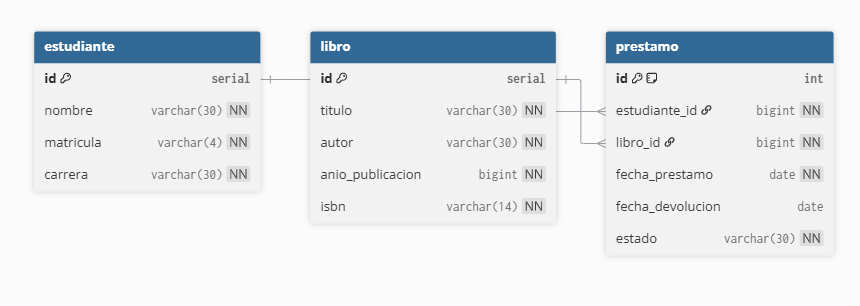 estudiante
id serial
nombre varchar(30) NN
matricula varchar(4) NN
carrera varchar(30) NN
libro
id serial
titulo varchar(30) NN
autor varchar(30) NN
anio_publicacion bigint NN
isbn varchar(14) NN
prestamo
id int
estudiante_id bigint NN
libro_id bigint NN
fecha_prestamo date NN
fecha_devolucion date
estado varchar(30) NN